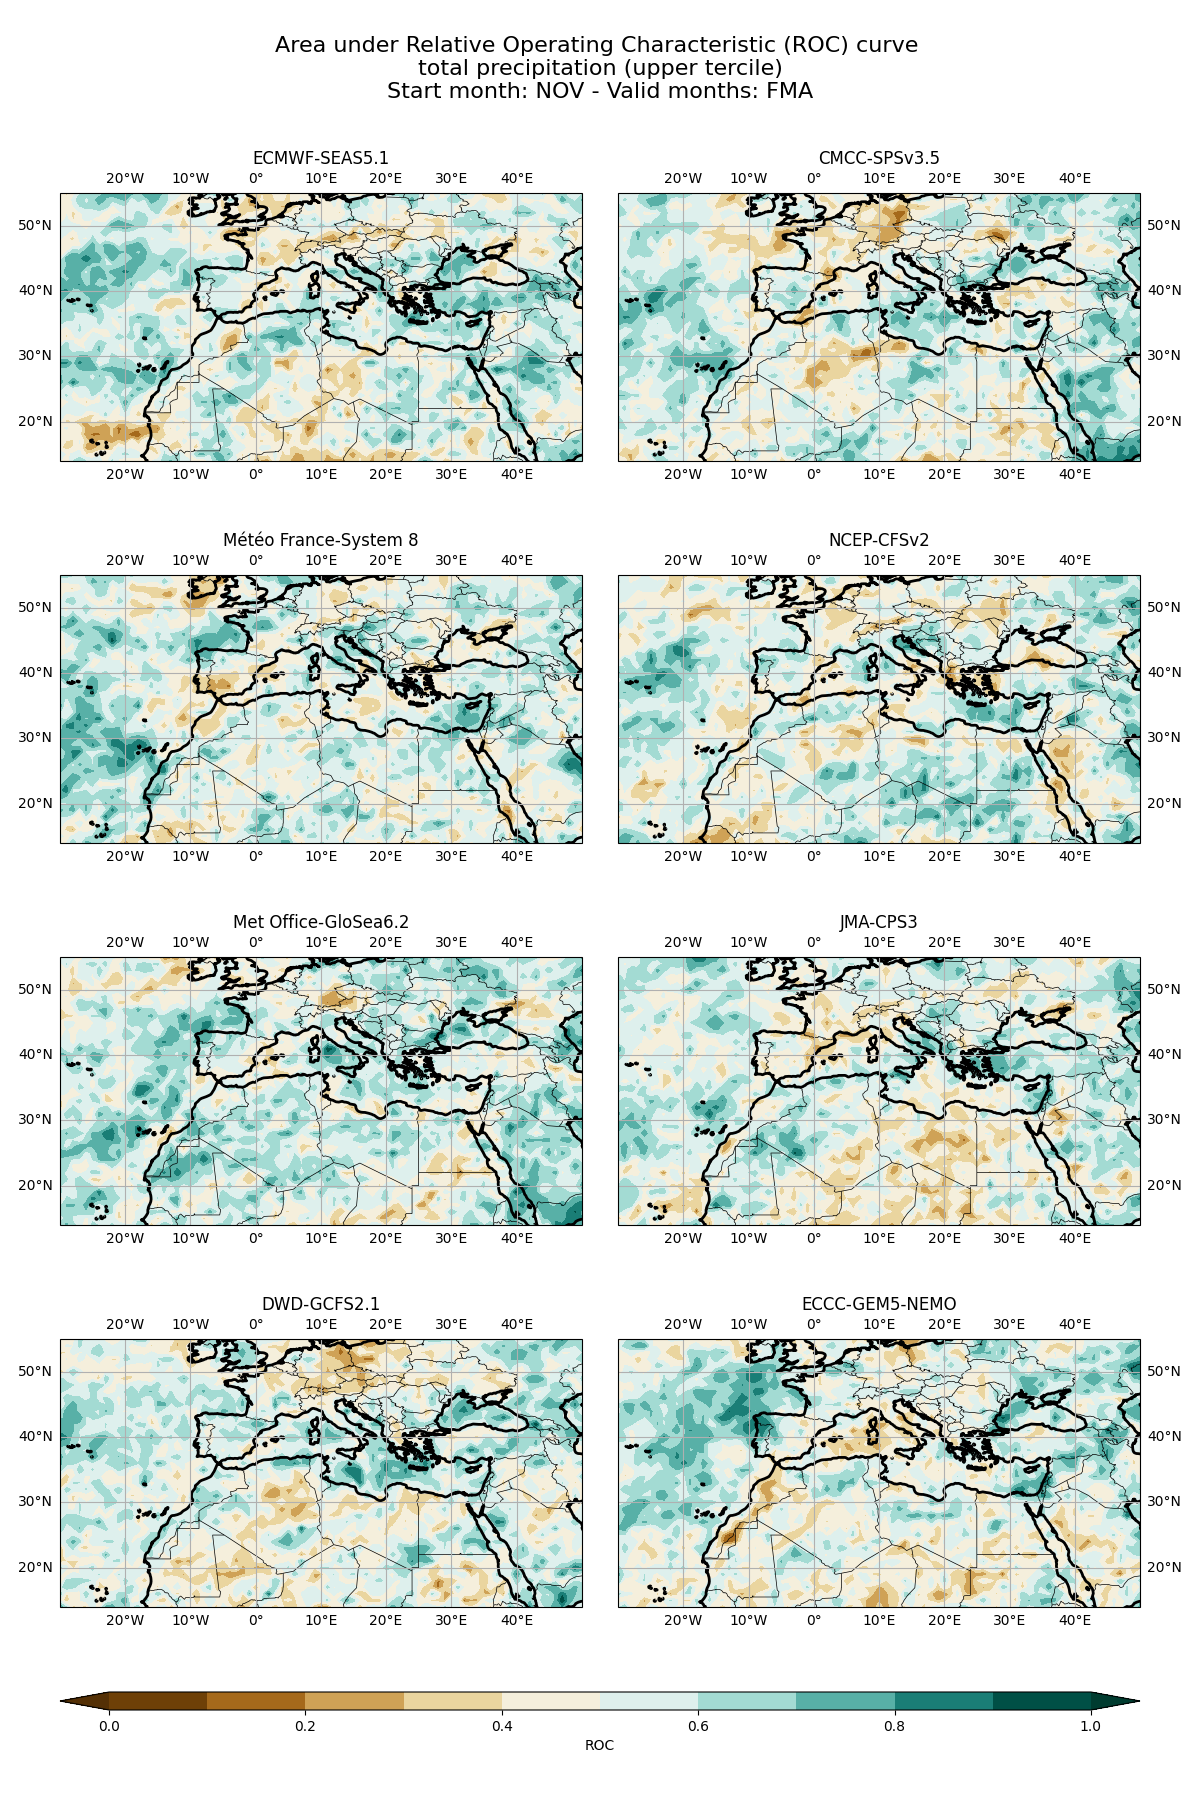 Area under Relative Operating Characteristic (ROC) curve
total precipitation (upper tercile)
Start month: NOV - Valid months: FMA
ECMWF-SEAS5.1
CMCC-SPSv3.5
20°W 10°W 0° 10°E 20°E 30°E 40°E
20°W 10°W 0° 10°E 20°E 30°E 40°E
50°N
40°N
30°N
20°N
50°N
40°N
30°N
20°N
20°W 10°W 0° 10°E 20°E 30°E 40°E
20°W 10°W 0° 10°E 20°E 30°E 40°E
Météo France-System 8
NCEP-CFSv2
20°W 10°W 0° 10°E 20°E 30°E 40°E
20°W 10°W 0° 10°E 20°E 30°E 40°E
50°N
40°N
30°N
20°N
50°N
40°N
30°N
20°N
20°W 10°W 0° 10°E 20°E 30°E 40°E
20°W 10°W 0° 10°E 20°E 30°E 40°E
Met Office-GloSea6.2
JMA-CPS3
20°W 10°W 0° 10°E 20°E 30°E 40°E
20°W 10°W 0° 10°E 20°E 30°E 40°E
50°N
40°N
30°N
20°N
50°N
40°N
30°N
20°N
20°W 10°W 0° 10°E 20°E 30°E 40°E
20°W 10°W 0° 10°E 20°E 30°E 40°E
DWD-GCFS2.1
ECCC-GEM5-NEMO
20°W 10°W 0° 10°E 20°E 30°E 40°E
20°W 10°W 0° 10°E 20°E 30°E 40°E
50°N
40°N
30°N
20°N
50°N
40°N
30°N
20°N
20°W 10°W 0° 10°E 20°E 30°E 40°E
20°W 10°W 0° 10°E 20°E 30°E 40°E
0.0 0.2 0.4 0.6 0.8 1.0
ROC